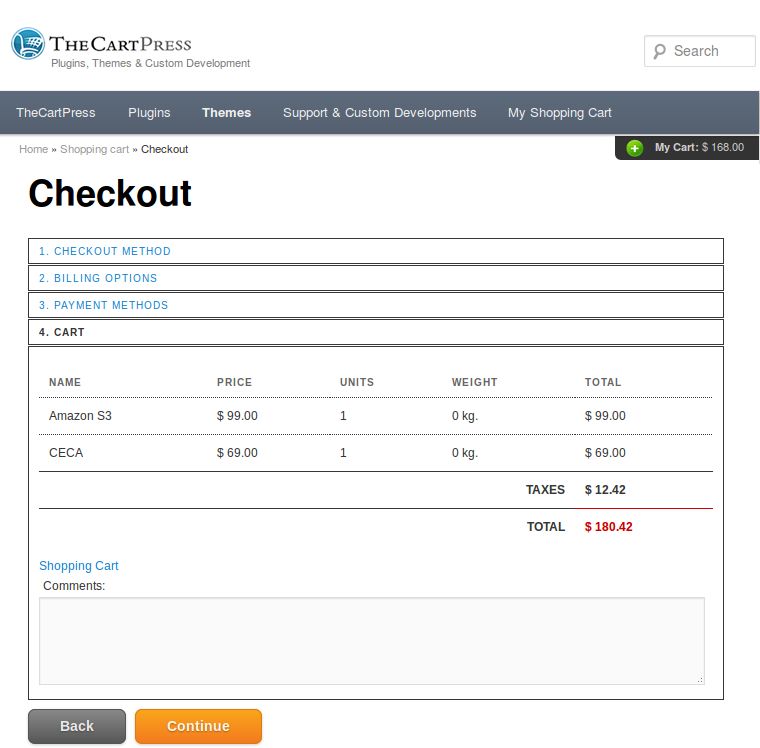 THECARTPRESS
Plugins, Themes & Custom Development
Search
TheCartPress Plugins Themes Support & Custom Developments My Shopping Cart
Home » Shopping cart » Checkout
My Cart: $ 168.00
Checkout
1. CHECKOUT METHOD
2. BILLING OPTIONS
3. PAYMENT METHODS
4. CART
NAME PRICE UNITS WEIGHT TOTAL
Amazon S3 $ 99.00 1 0 kg. $ 99.00
CECA $ 69.00 1 0 kg. $ 69.00
TAXES $ 12.42
TOTAL $ 180.42
Shopping Cart
Comments:
Back Continue